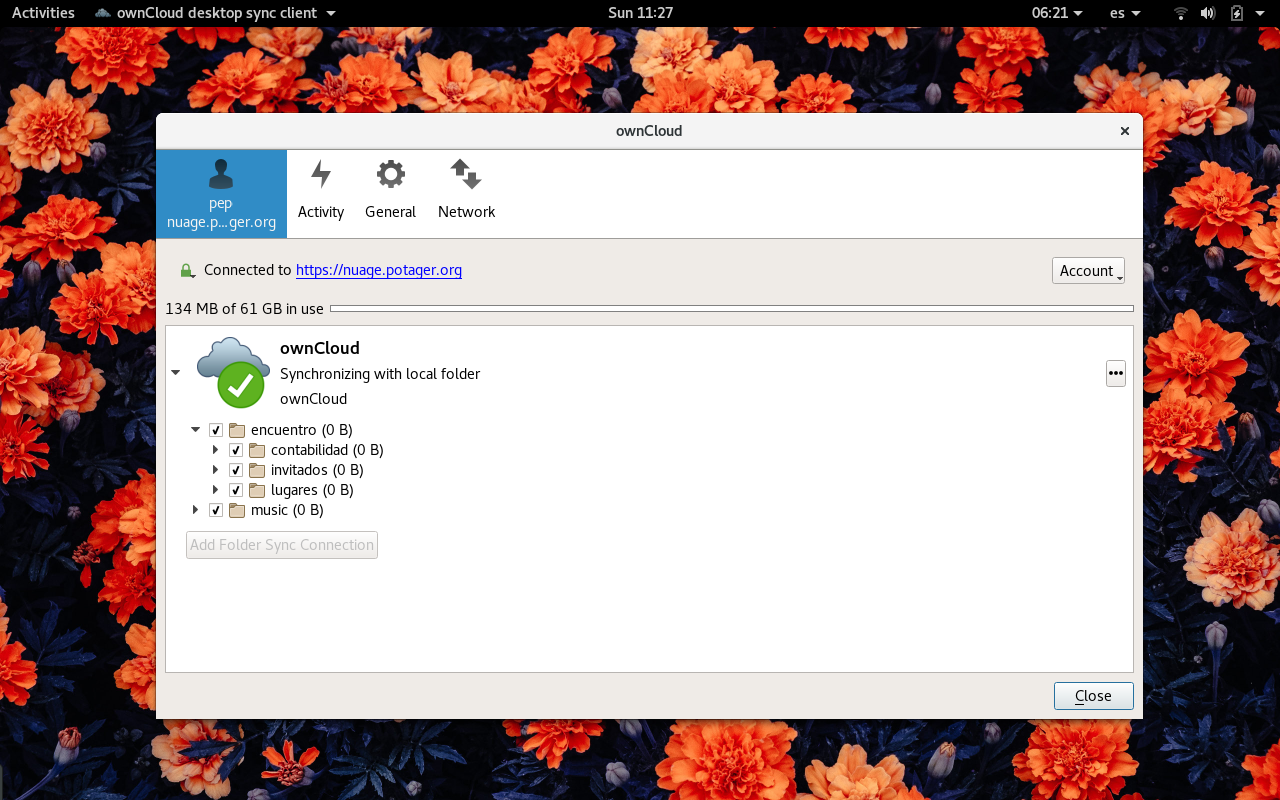 Activities ownCloud desktop sync client Sun 11:27 06:21 es
ownCloud
pep
nuage.p...ger.org
Activity General Network
Connected to https://nuage.potager.org Account
134 MB of 61 GB in use
ownCloud
Synchronizing with local folder
ownCloud
encuentro (0 B)
contabilidad (0 B)
invitados (0 B)
lugares (0 B)
music (0 B)
Add Folder Sync Connection
Close